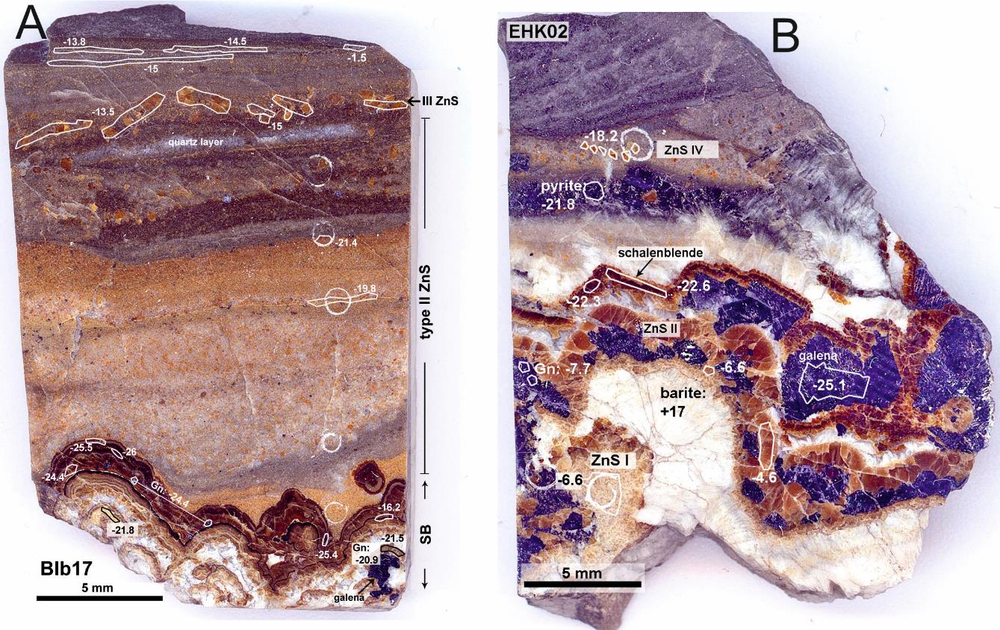 A
-13.8
-14.5
-1.5
-15
III ZnS
-13.5
-15
quartz layer
-21.4
-19.8
type II ZnS
-25.5
-26
-24.4
Gn: -24.4
-16.2
-21.8
-21.5
Gn:
-20.9
-25.4
SB
BIb17
5 mm
galena
EHK02
B
-18.2
ZnS IV
pyrite:
-21.8
schalenblende
-22.6
-22.3
ZnS II
Gn: -7.7
-6.6
galena
-25.1
barite:
+17
ZnS I
-6.6
-4.6
5 mm